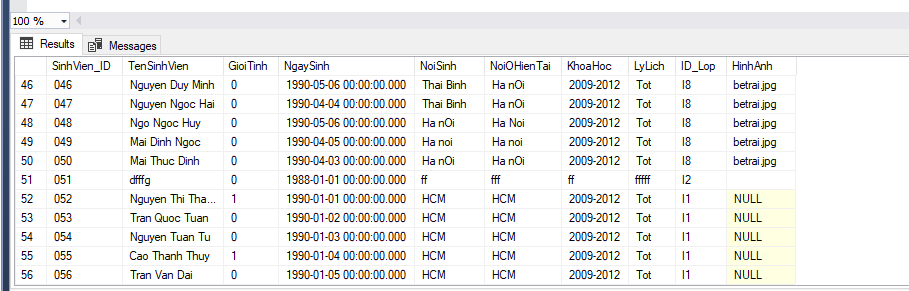 100 %
Results Messages
SinhVien_ID TenSinhVien GioiTinh NgaySinh NoiSinh NoiOHienTai KhoaHoc LyLich ID_Lop HinhAnh
46 046 Nguyen Duy Minh 0 1990-05-06 00:00:00.000 Thai Binh Ha nOi 2009-2012 Tot I8 betrai.jpg
47 047 Nguyen Ngoc Hai 0 1990-04-04 00:00:00.000 Thai Binh Ha nOi 2009-2012 Tot I8 betrai.jpg
48 048 Ngo Ngoc Huy 0 1990-05-06 00:00:00.000 Ha nOi Ha Noi 2009-2012 Tot I8 betrai.jpg
49 049 Mai Dinh Ngoc 0 1990-04-05 00:00:00.000 Ha noi Ha noi 2009-2012 Tot I8 betrai.jpg
50 050 Mai Thuc Dinh 0 1990-04-03 00:00:00.000 Ha nOi Ha nOi 2009-2012 Tot I8 betrai.jpg
51 051 dfffg 0 1988-01-01 00:00:00.000 ff fff ff fffff I2
52 052 Nguyen Thi Tha... 1 1990-01-01 00:00:00.000 HCM HCM 2009-2012 Tot I1 NULL
53 053 Tran Quoc Tuan 0 1990-01-02 00:00:00.000 HCM HCM 2009-2012 Tot I1 NULL
54 054 Nguyen Tuan Tu 0 1990-01-03 00:00:00.000 HCM HCM 2009-2012 Tot I1 NULL
55 055 Cao Thanh Thuy 1 1990-01-04 00:00:00.000 HCM HCM 2009-2012 Tot I1 NULL
56 056 Tran Van Dai 0 1990-01-05 00:00:00.000 HCM HCM 2009-2012 Tot I1 NULL